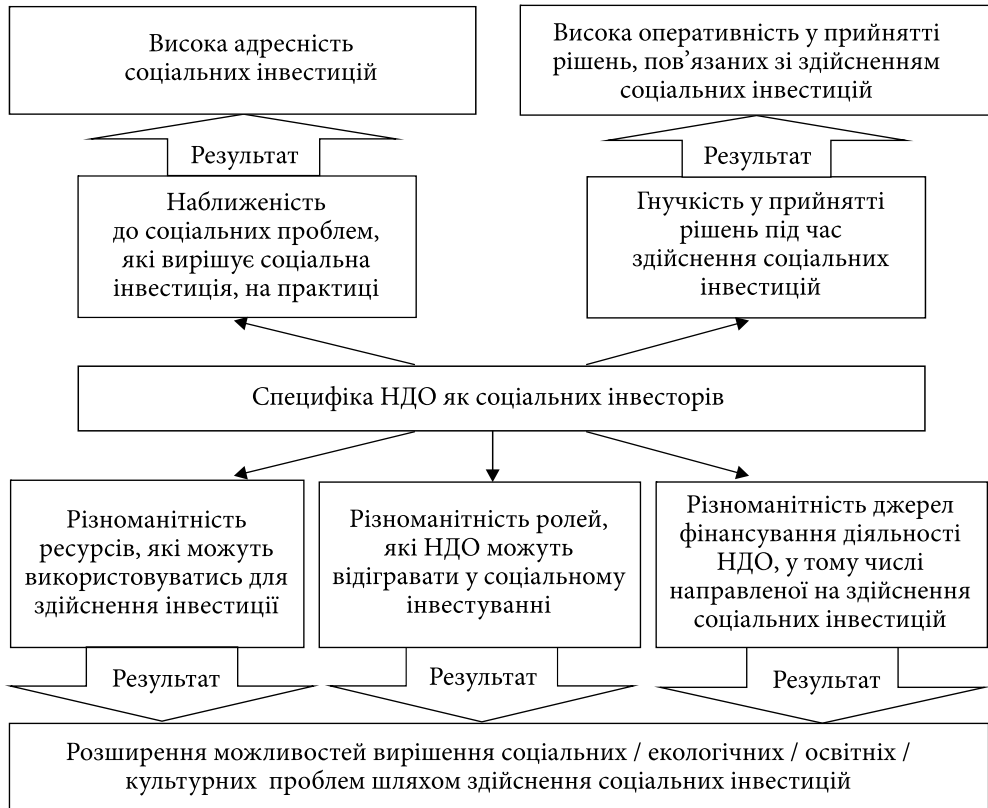 Висока адресність
соціальних інвестицій
Висока оперативність у прийнятті
рішень, пов’язаних зі здійсненням
соціальних інвестицій
Результат
Результат
Наближеність
до соціальних проблем,
які вирішує соціальна
інвестиція, на практиці
Гнучкість у прийнятті
рішень під час
здійснення соціальних
інвестицій
Специфіка НДО як соціальних інвесторів
Різноманітність
ресурсів, які можуть
використовуватись для
здійснення інвестиції
Різноманітність ролей,
які НДО можуть
відігравати у соціальному
інвестуванні
Різноманітність джерел
фінансування діяльності
НДО, у тому числі
направленої на здійснення
соціальних інвестицій
Результат
Результат
Результат
Розширення можливостей вирішення соціальних / екологічних / освітніх /
культурних проблем шляхом здійснення соціальних інвестицій